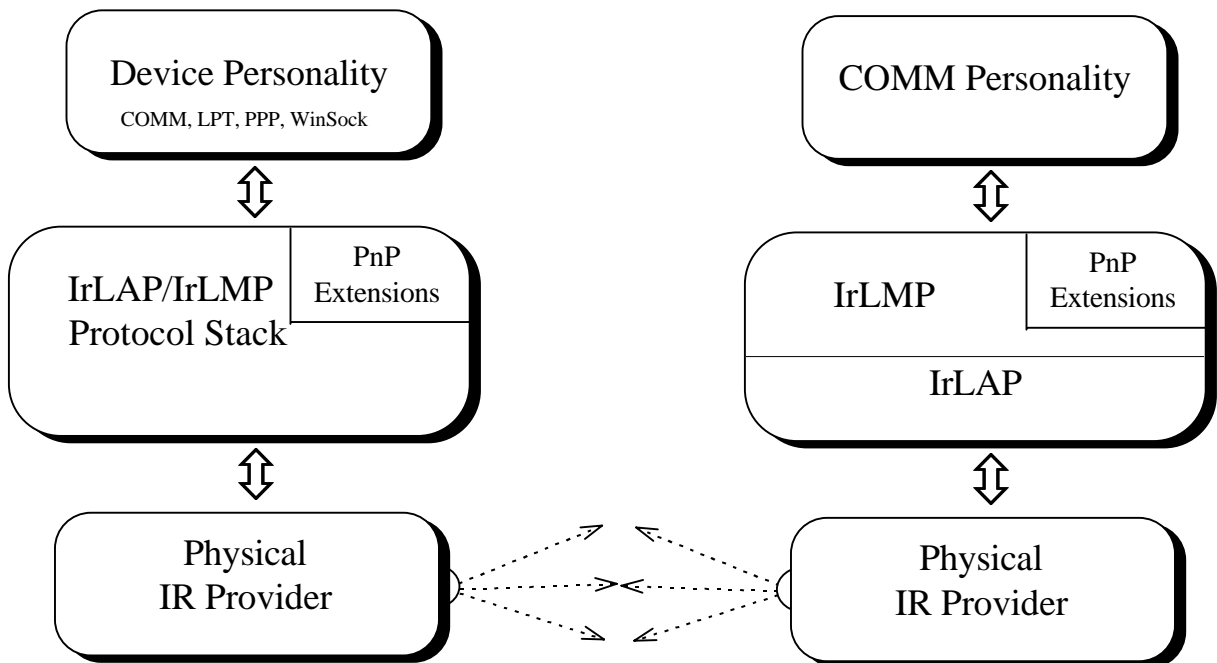 Device Personality
COMM, LPT, PPP, WinSock
COMM Personality
IrLAP/IrLMP
Protocol Stack
PnP
Extensions
IrLMP
PnP
Extensions
IrLAP
Physical
IR Provider
Physical
IR Provider